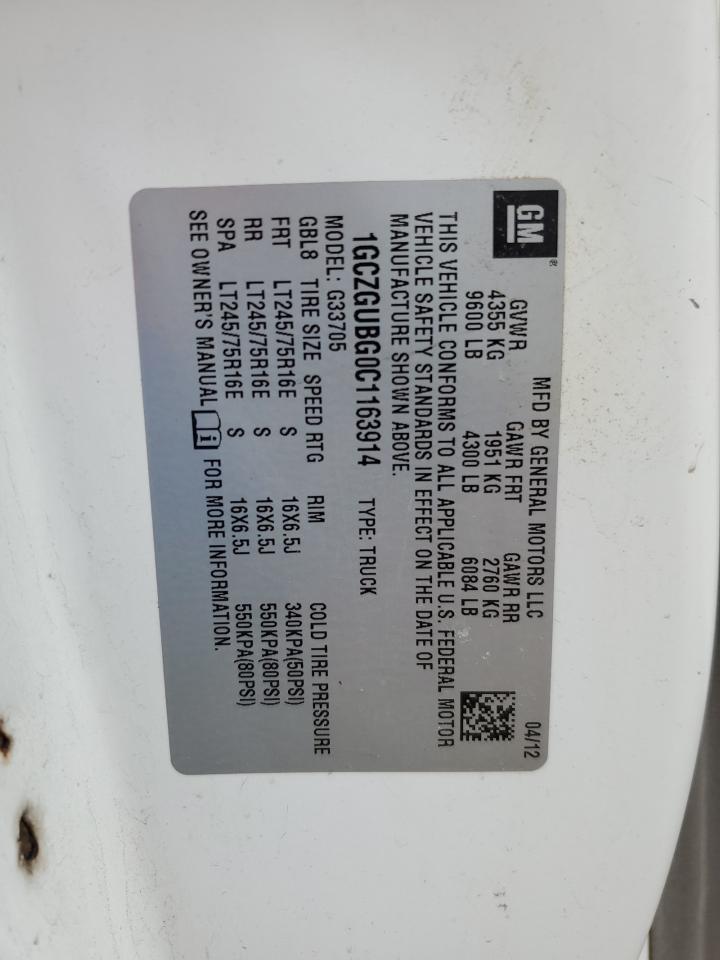 GM ®
MFD BY GENERAL MOTORS LLC 04/12
GVWR GAWR FRT GAWR RR
4355 KG 1951 KG 2760 KG
9600 LB 4300 LB 6084 LB
THIS VEHICLE CONFORMS TO ALL APPLICABLE U.S. FEDERAL MOTOR
VEHICLE SAFETY STANDARDS IN EFFECT ON THE DATE OF
MANUFACTURE SHOWN ABOVE.
1GCZGUBG0C1163914 TYPE: TRUCK
MODEL: G33705
GBL8 TIRE SIZE SPEED RTG RIM COLD TIRE PRESSURE
FRT LT245/75R16E S 16X6.5J 340KPA(50PSI)
RR LT245/75R16E S 16X6.5J 550KPA(80PSI)
SPA LT245/75R16E S 16X6.5J 550KPA(80PSI)
SEE OWNER'S MANUAL i FOR MORE INFORMATION.